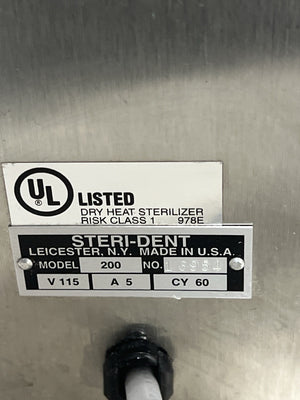 UL LISTED
DRY HEAT STERILIZER
RISK CLASS 1 978E
STERI-DENT
LEICESTER, N.Y. MADE IN U.S.A.
MODEL 200 NO.
V 115 A 5 CY 60